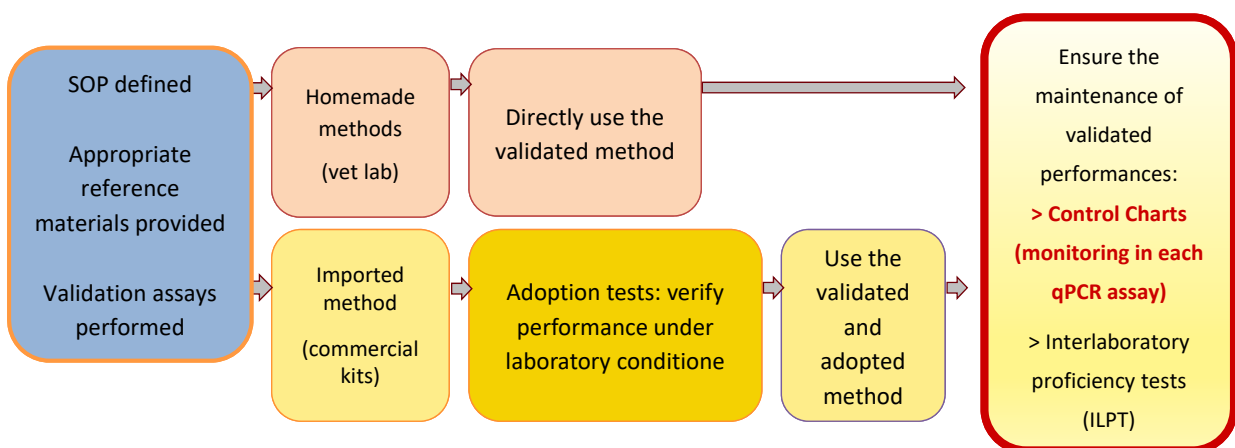 SOP defined
Appropriate
reference
materials provided
Validation assays
performed
Homemade
methods
(vet lab)
Directly use the
validated method
Imported
method
(commercial
kits)
Adoption tests: verify
performance under
laboratory conditione
Use the
validated
and
adopted
method
Ensure the
maintenance of
validated
performances:
> Control Charts
(monitoring in each
qPCR assay)
> Interlaboratory
proficiency tests
(ILPT)